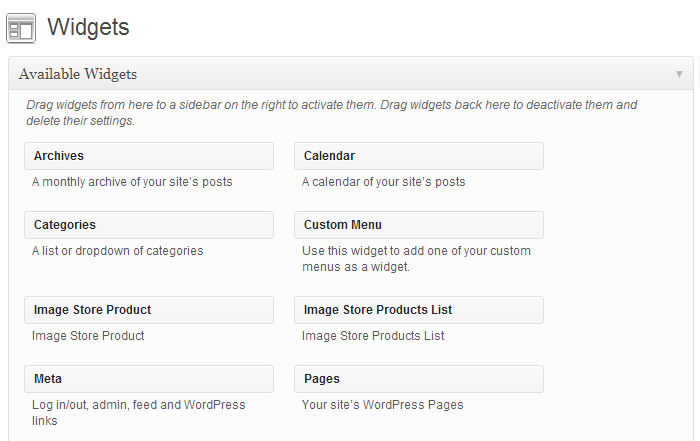 Widgets
Available Widgets
Drag widgets from here to a sidebar on the right to activate them. Drag widgets back here to deactivate them and
delete their settings.
Archives
A monthly archive of your site's posts
Calendar
A calendar of your site's posts
Categories
A list or dropdown of categories
Custom Menu
Use this widget to add one of your custom
menus as a widget.
Image Store Product
Image Store Product
Image Store Products List
Image Store Products List
Meta
Log in/out, admin, feed and WordPress
links
Pages
Your site's WordPress Pages